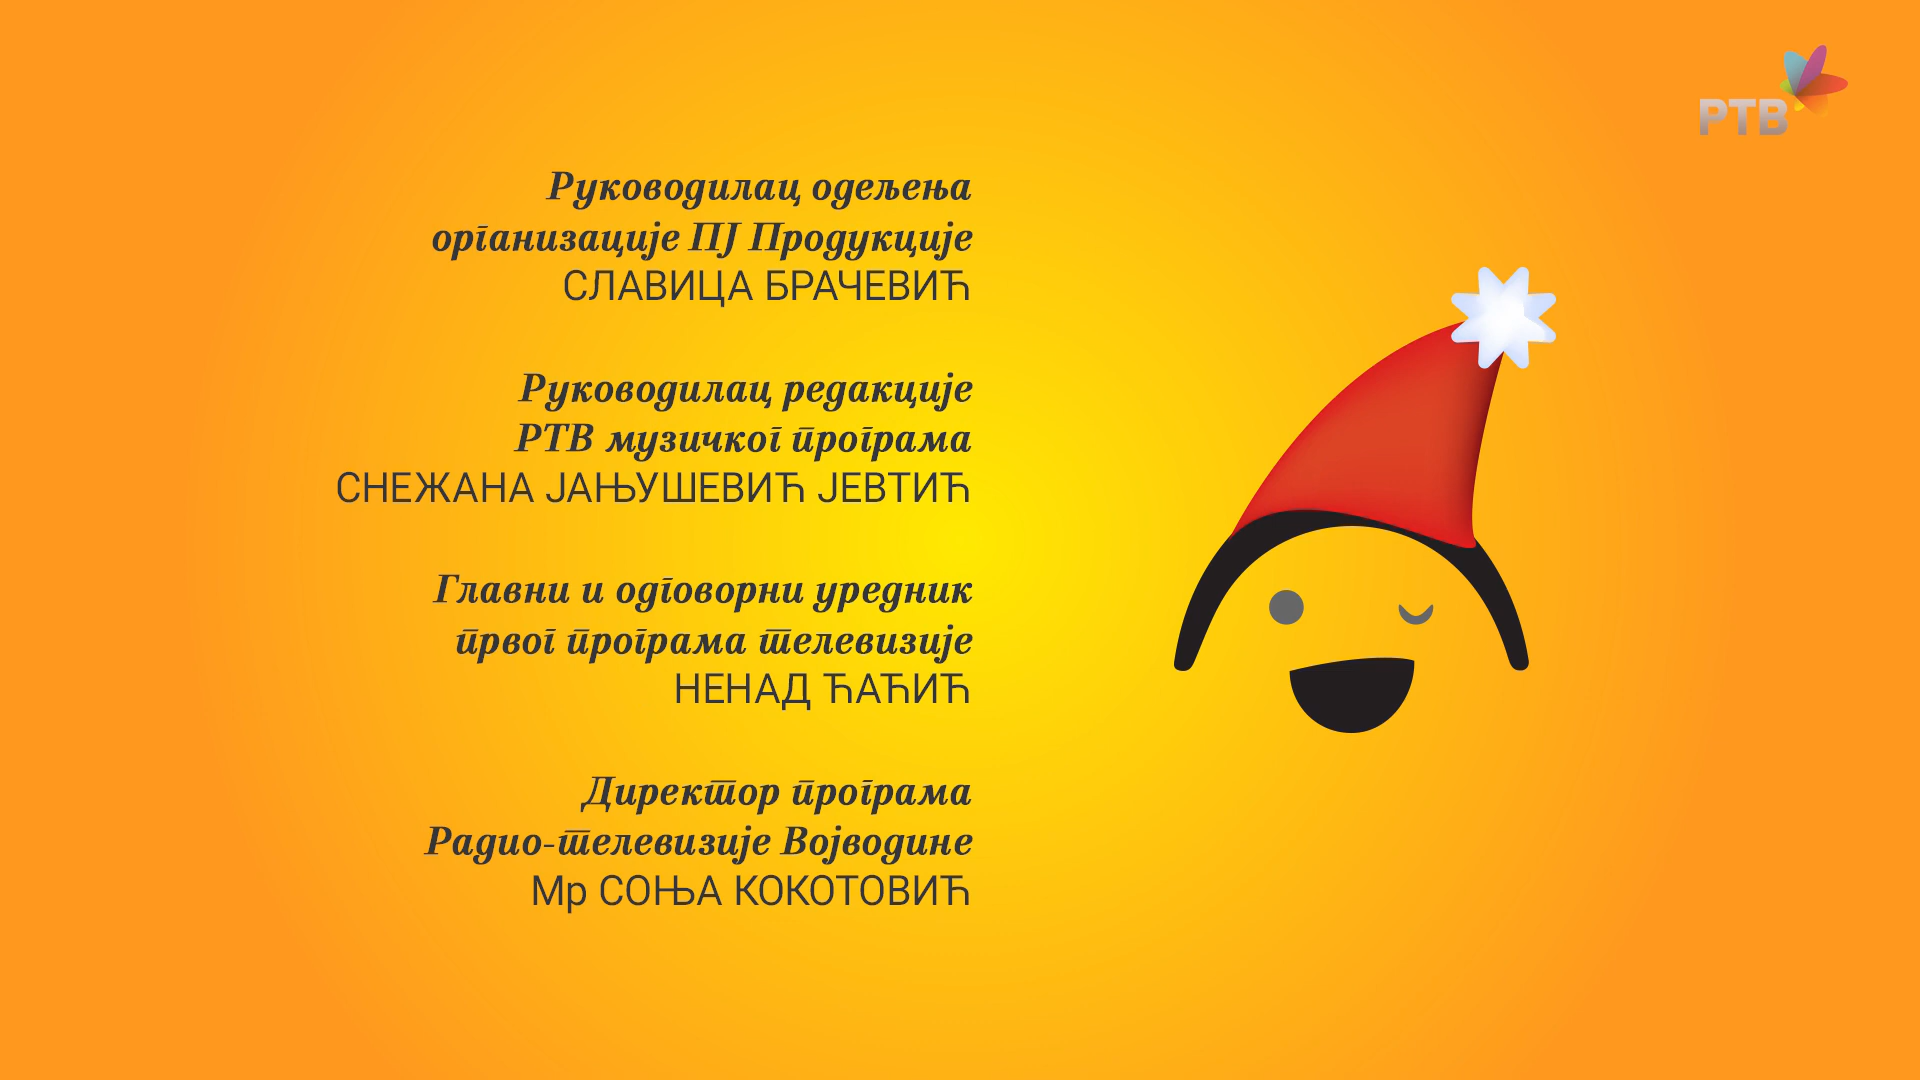 РТВ
Руководилац одељења
организације ПЈ Продукције
СЛАВИЦА БРАЧЕВИЋ
Руководилац редакције
РТВ музичког програма
СНЕЖАНА ЈАЊУШЕВИЋ ЈЕВТИЋ
Главни и одговорни уредник
првог програма телевизије
НЕНАД ЋАЋИЋ
Директор програма
Радио-телевизије Војводине
Мр СОЊА КОКОТОВИЋ